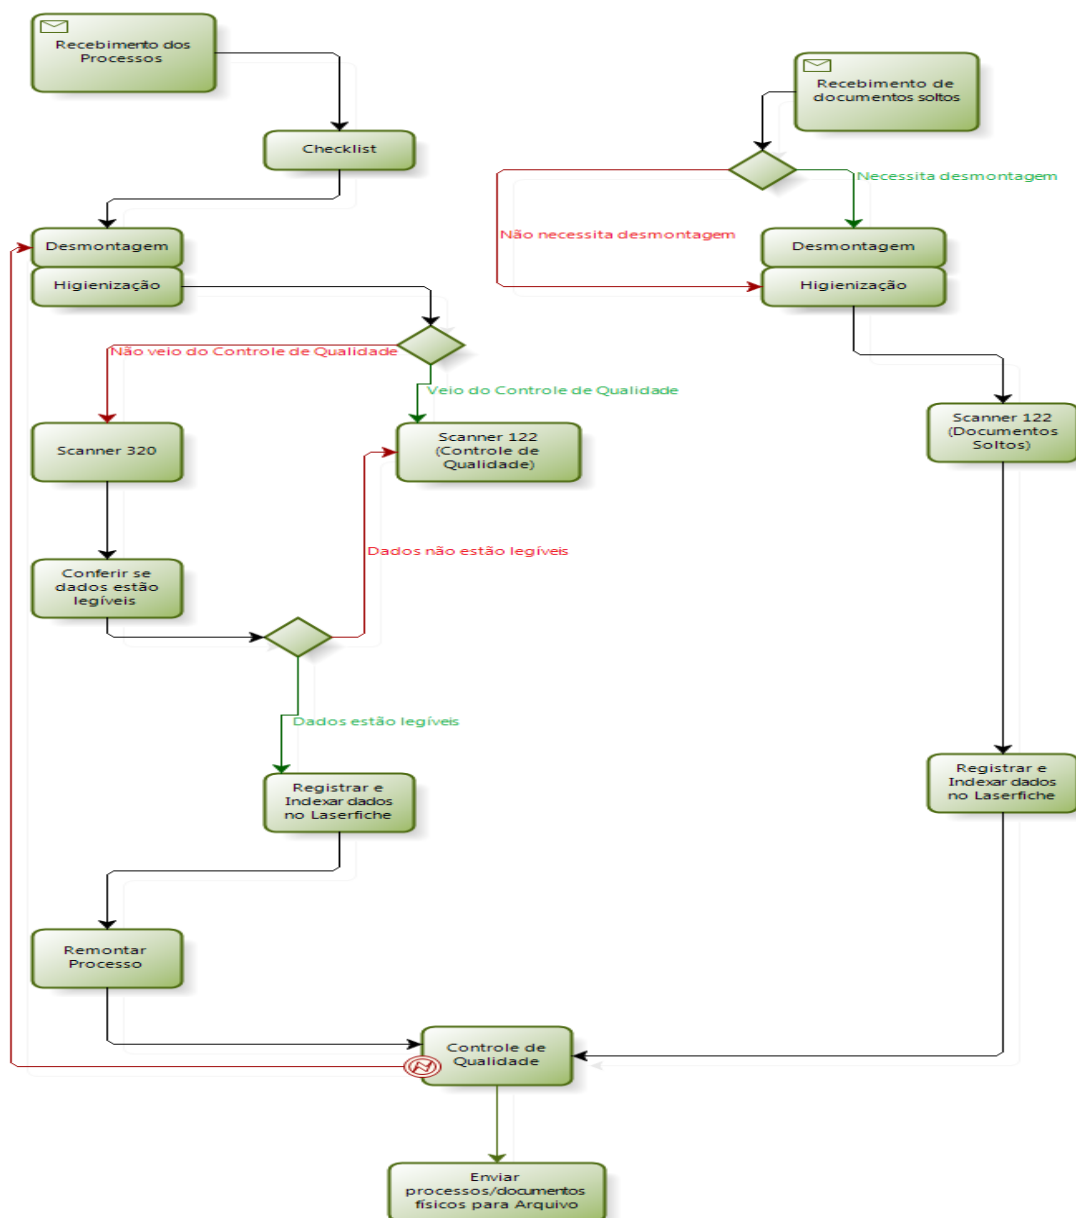 Recebimento dos
Processos
Recebimento de
documentos soltos
Checklist
Necessita desmontagem
Não necessita desmontagem
Desmontagem
Higienização
Desmontagem
Higienização
Não veio do Controle de Qualidade
Veio do Controle de Qualidade
Scanner 320
Scanner 122
(Controle de
Qualidade)
Scanner 122
(Documentos
Soltos)
Dados não estão legíveis
Conferir se
dados estão
legíveis
Dados estão legíveis
Registrar e
Indexar dados
no Laserfiche
Registrar e
Indexar dados
no Laserfiche
Remontar
Processo
Controle de
Qualidade
Enviar
processos/documentos
físicos para Arquivo